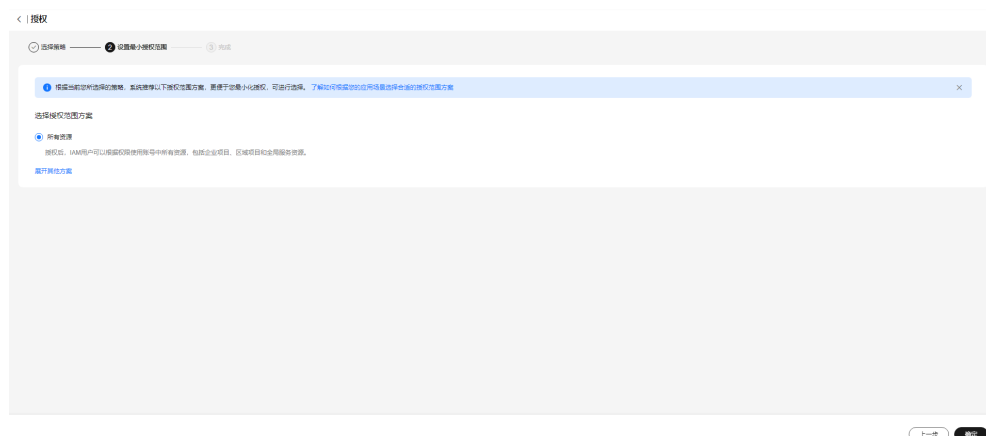 < | 授权
选择策略 2 设置最小授权范围 3 完成
根据当前您所选择的策略，系统推荐以下授权范围方案，更便于您最小化授权，可进行选择。 了解如何根据您的应用场景选择合适的授权范围方案 ×
选择授权范围方案
所有资源
授权后，IAM用户可以根据权限使用账号中所有资源，包括企业项目、区域项目和全局服务资源。
展开其他方案
上一步 确定